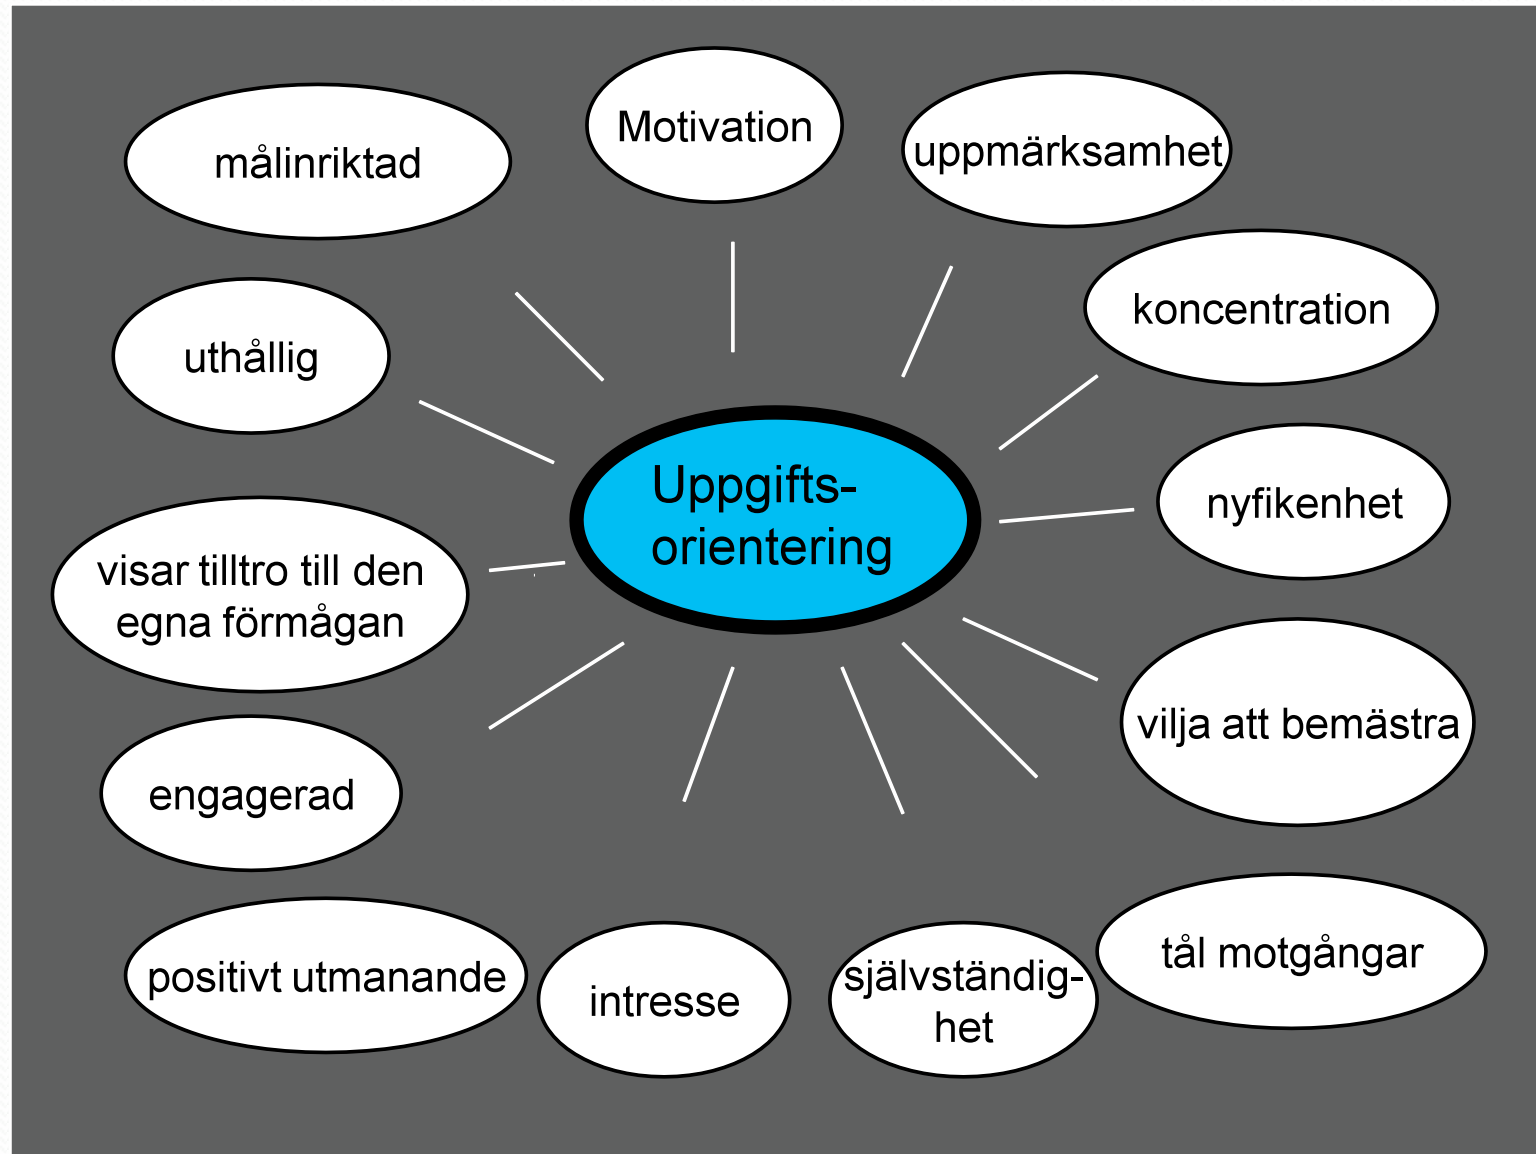 Motivation
uppmärksamhet
målinriktad
koncentration
uthållig
Uppgifts-
orientering
nyfikenhet
visar tilltro till den
egna förmågan
vilja att bemästra
engagerad
tål motgångar
positivt utmanande
intresse
självständig-
het